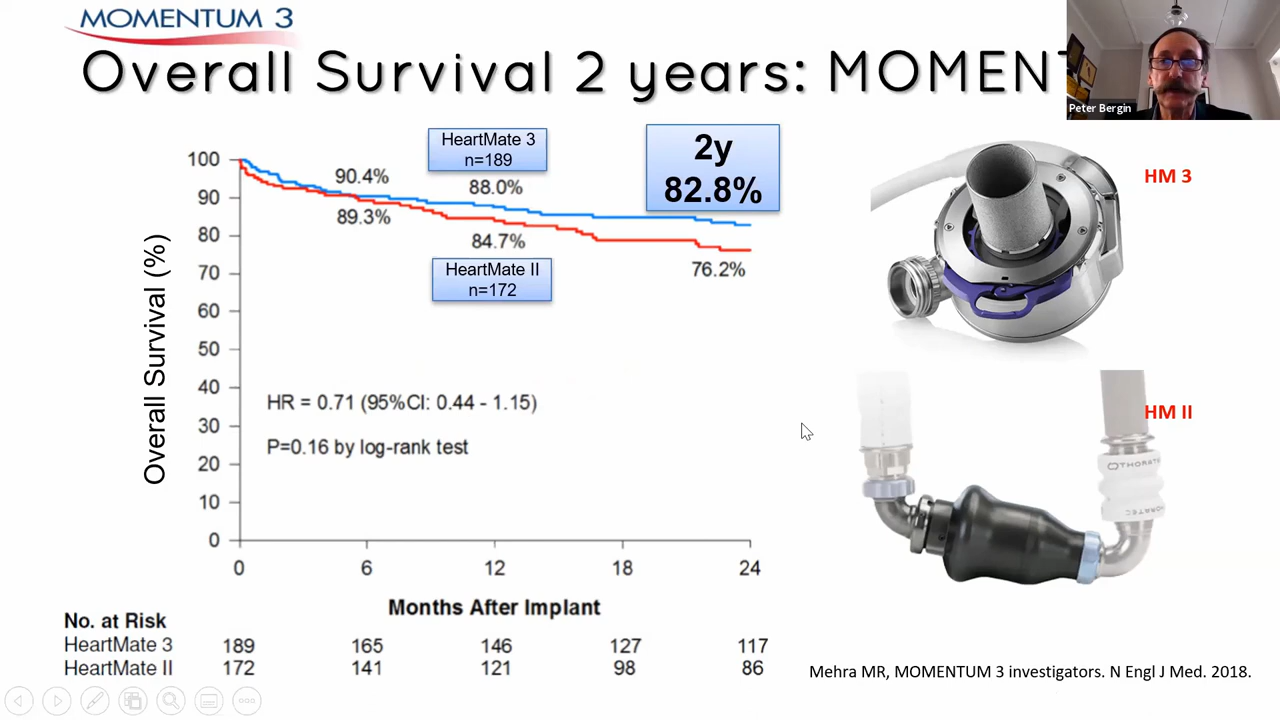 MOMENTUM 3
Overall Survival 2 years: MOMENT
Peter Bergin
HeartMate 3
n=189
2y
82.8%
HM 3
100
90
80
70
60
50
40
30
20
10
0
Overall Survival (%)
90.4%
88.0%
89.3%
84.7%
76.2%
HeartMate II
n=172
HR = 0.71 (95%CI: 0.44 - 1.15)
P=0.16 by log-rank test
HM II
THORATEC
0 6 12 18 24
Months After Implant
No. at Risk
HeartMate 3 189 165 146 127 117
HeartMate II 172 141 121 98 86
Mehra MR, MOMENTUM 3 investigators. N Engl J Med. 2018.